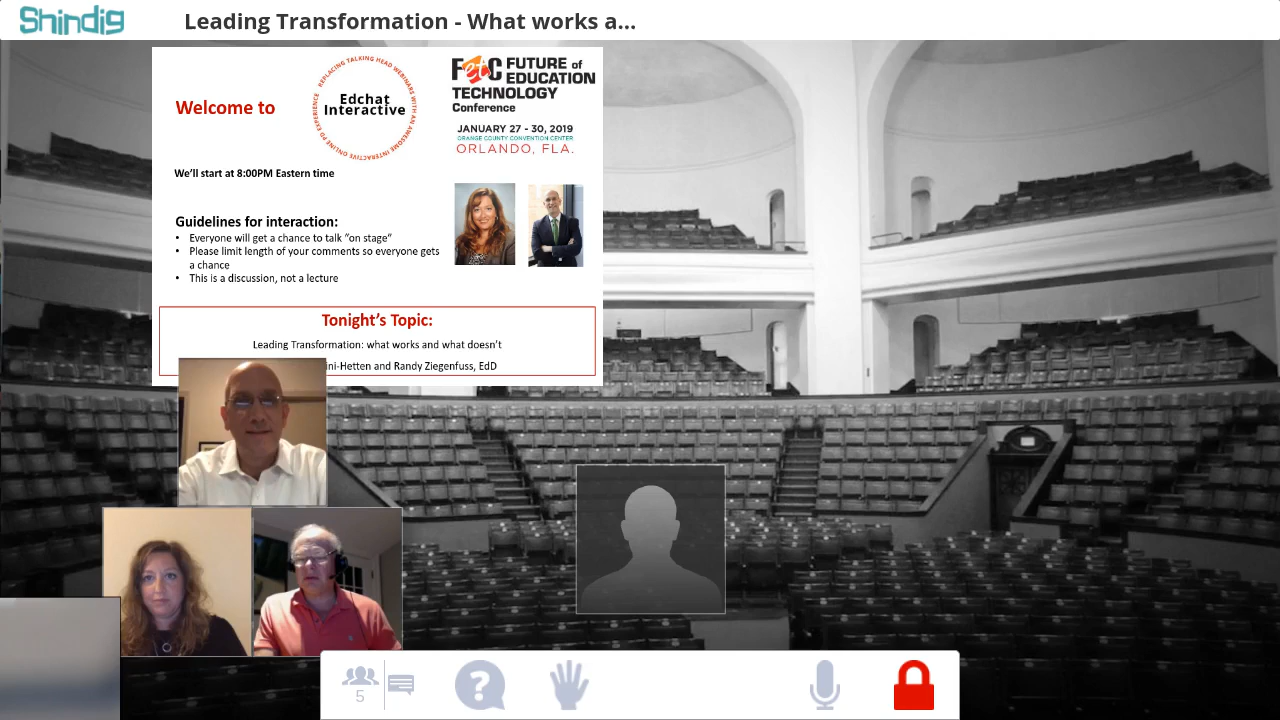 Shindig
Leading Transformation - What works a...
Welcome to
REPLACING TALKING HEAD WEBINARS WITH AN AWESOME INTERACTIVE ONLINE PD EXPERIENCE
Edchat
Interactive
FETC FUTURE of
EDUCATION
TECHNOLOGY
Conference
JANUARY 27 - 30, 2019
ORANGE COUNTY CONVENTION CENTER
ORLANDO, FLA.
We'll start at 8:00PM Eastern time
Guidelines for interaction:
• Everyone will get a chance to talk "on stage"
• Please limit length of your comments so everyone gets
a chance
• This is a discussion, not a lecture
Tonight's Topic:
Leading Transformation: what works and what doesn't
ini-Hetten and Randy Ziegenfuss, EdD
5
?